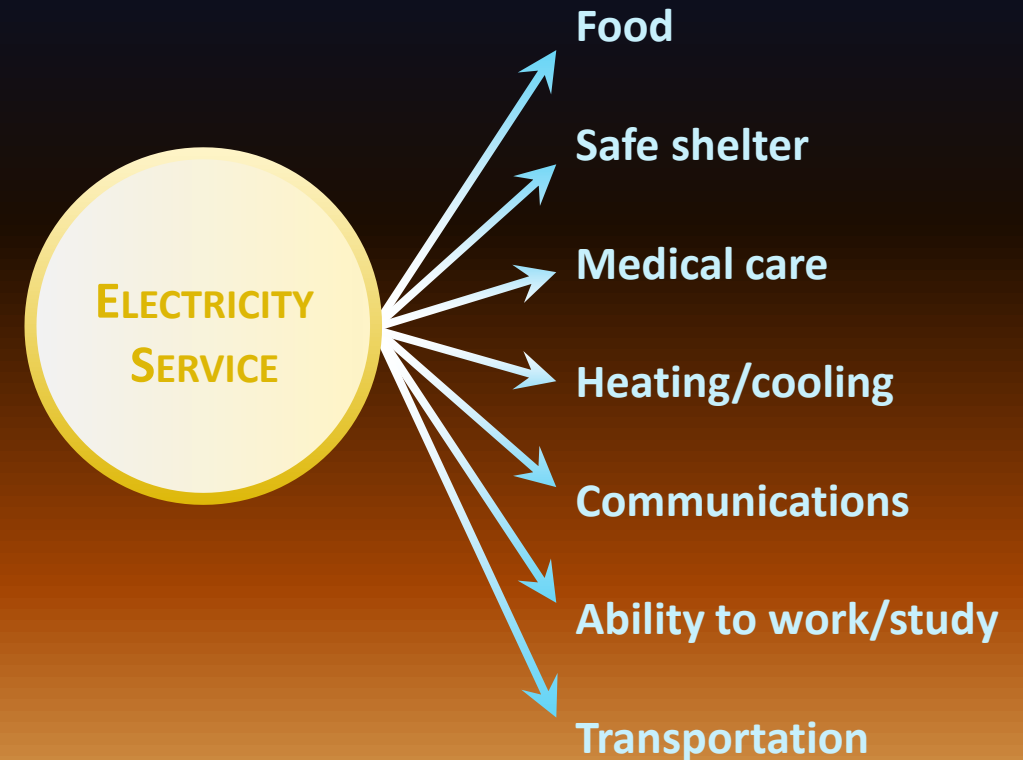 Food
Safe shelter
Medical care
ELECTRICITY
SERVICE
Heating/cooling
Communications
Ability to work/study
Transportation